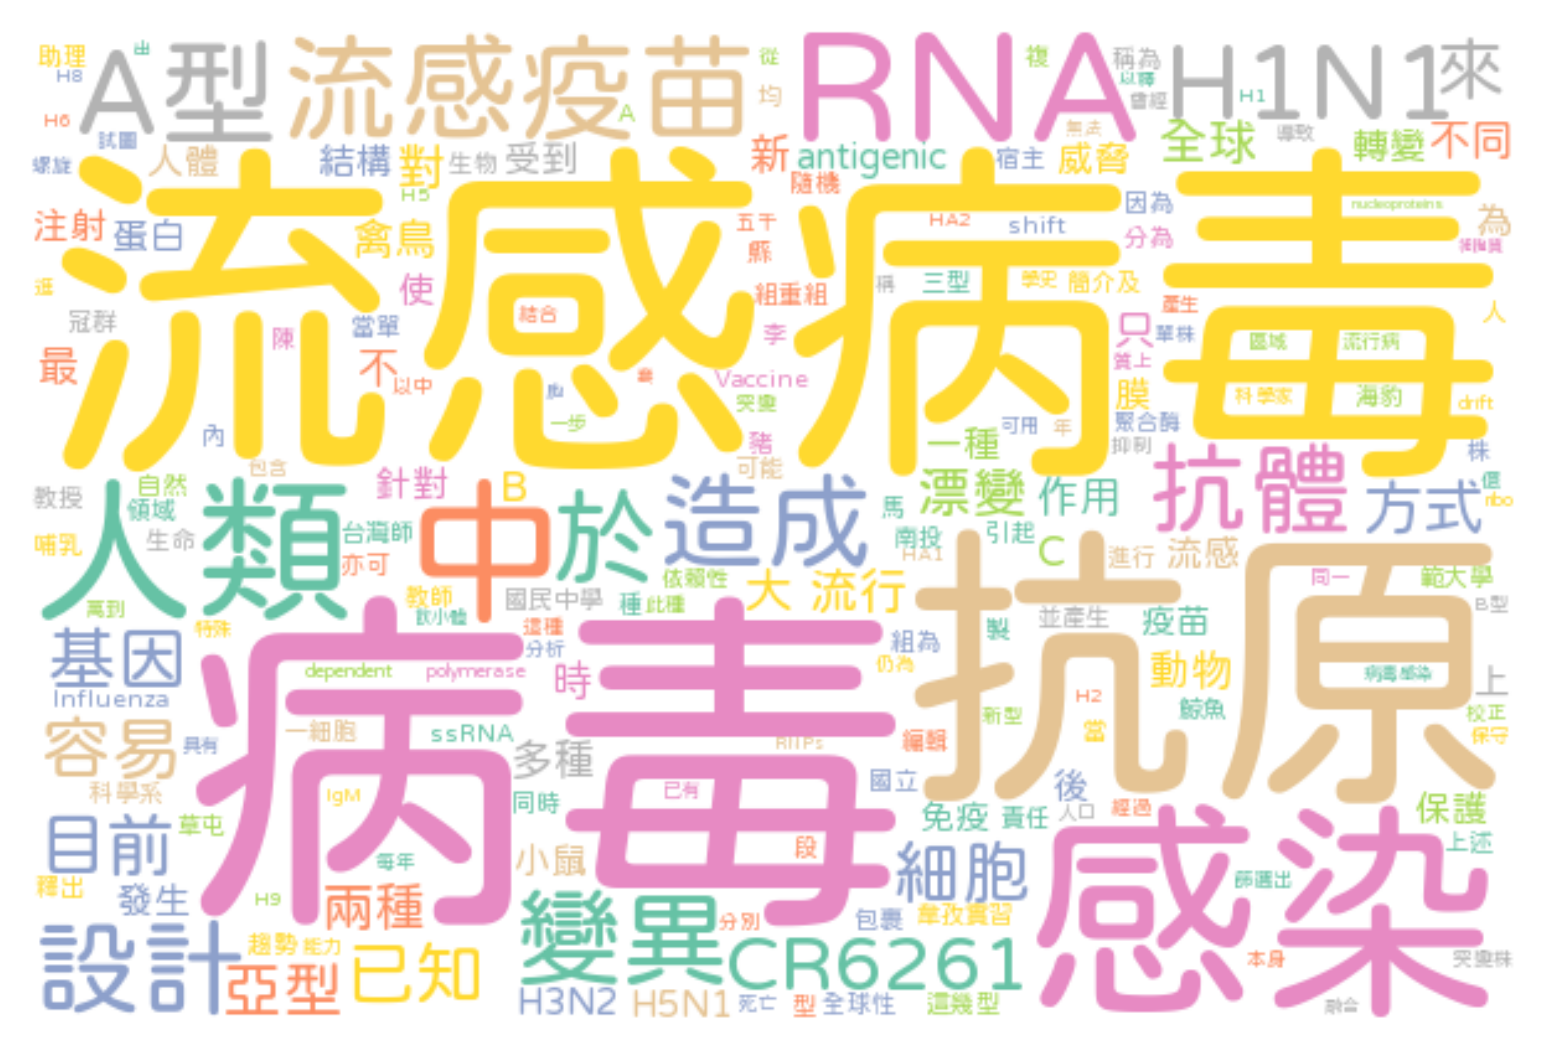 助理
出
A型
流感疫苗
從
RNA
複
稱為
H1N1
來
H8
均
以釋
曾經
H1
H6
A
無法
全球
導致
轉變
不同
試圖
螺旋
人體
結構
對
生物
受到
新
antigenic
宿主
威脅
隨機
H5
因為
nucleoproteins
為
注射
蛋白
禽鳥
五千
HA2
shift
分為
流感病毒
進
使
縣
組重組
稱
三型
學史
簡介及
產生
人
冠群
陳
當單
結合
李
只
單株
區域
流行病
最
不
以中
Vaccine
質上
膜
科學家
海豹
drift
突變
一步
內
豬
一種
可用
年
聚合酶
抑制
株
包含
可能
教授
自然
針對
B
造成
漂變
作用
抗體
方式
領域
人類
中
於
馬
ribo
哺乳
生命
台灣師
南投
引起
亦可
HA1
C
進行
流感
依賴性
大
流行
抗原
同一
範大學
萬到
教師
國民中學
種
此種
並產生
疫苗
B型
特殊
飲小體
這種
組為
製
基因
分析
病毒
dependent
polymerase
時
仍為
動物
病毒感染
上
Influenza
H2
鯨魚
新型
當
校正
容易
具有
一細胞
ssRNA
多種
編輯
保守
科學系
IgM
已有
國立
後
同時
免疫
責任
人口
經過
保護
目前
草屯
每年
小鼠
段
細胞
感染
上述
釋出
發生
H9
兩種
變異
分別
包裹
韋孜實習
篩選出
設計
趨勢
能力
亞型
已知
CR6261
本身
突變株
H3N2
H5N1
死亡
型
全球性
這幾型
融合